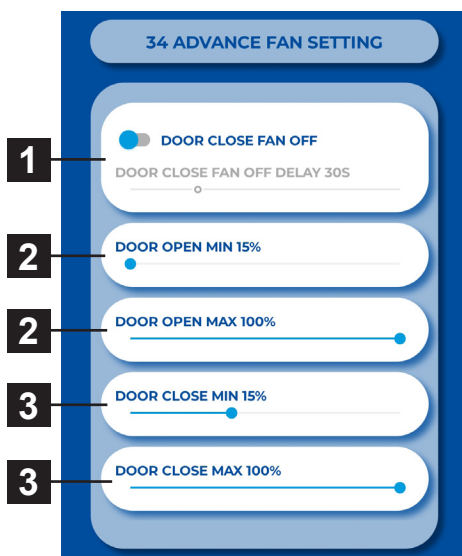 34 ADVANCE FAN SETTING
1
DOOR CLOSE FAN OFF
DOOR CLOSE FAN OFF DELAY 30S
2
DOOR OPEN MIN 15%
2
DOOR OPEN MAX 100%
3
DOOR CLOSE MIN 15%
3
DOOR CLOSE MAX 100%